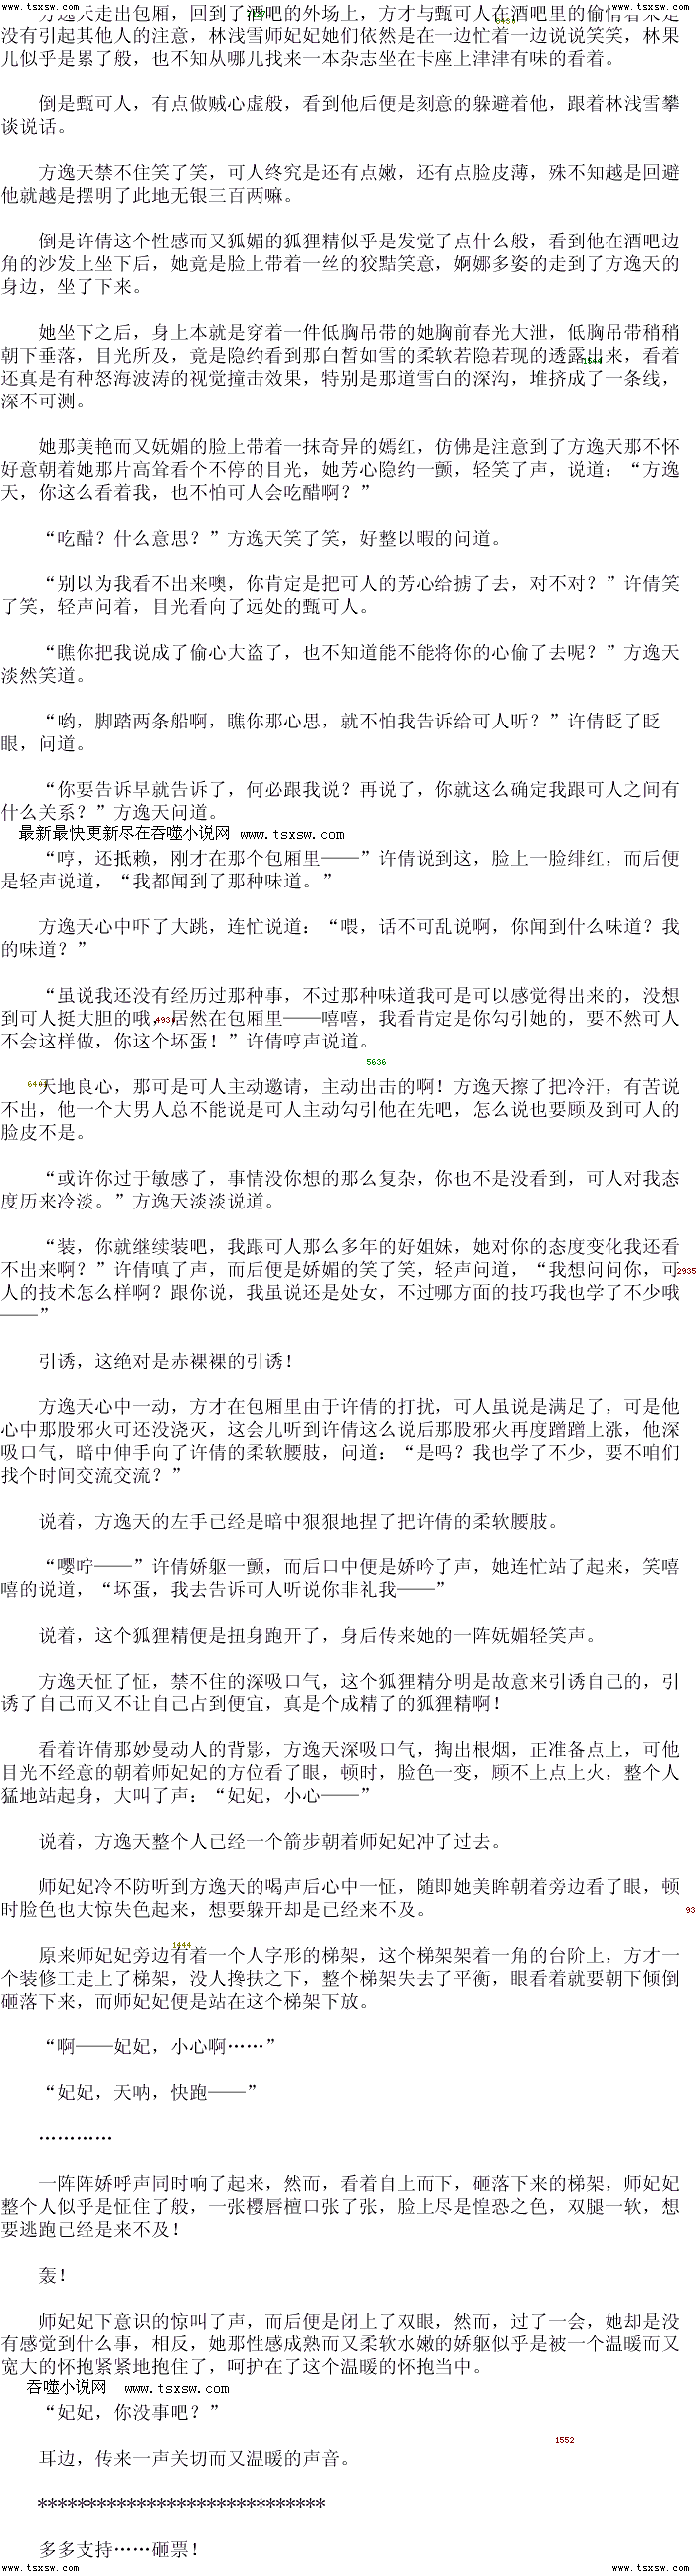 www.tsxsw.com www.tsxsw.com
方逸天走出包厢，回到了酒吧的外场上，方才与甄可人在酒吧里的偷情看来是
没有引起其他人的注意，林浅雪师妃妃她们依然是在一边忙着一边说说笑笑，林果
儿似乎是累了般，也不知从哪儿找来一本杂志坐在卡座上津津有味的看着。
倒是甄可人，有点做贼心虚般，看到他后便是刻意的躲避着他，跟着林浅雪攀
谈说话。
方逸天禁不住笑了笑，可人终究是还有点嫩，还有点脸皮薄，殊不知越是回避
他就越是摆明了此地无银三百两嘛。
倒是许倩这个性感而又狐媚的狐狸精似乎是发觉了点什么般，看到他在酒吧边
角的沙发上坐下后，她竟是脸上带着一丝的狡黠笑意，婀娜多姿的走到了方逸天的
身边，坐了下来。
她坐下之后，身上本就是穿着一件低胸吊带的她胸前春光大泄，低胸吊带稍稍
朝下垂落，目光所及，竟是隐约看到那白皙如雪的柔软若隐若现的透露出来，看着
还真是有种怒海波涛的视觉撞击效果，特别是那道雪白的深沟，堆挤成了一条线，
深不可测。
她那美艳而又妩媚的脸上带着一抹奇异的嫣红，仿佛是注意到了方逸天那不怀
好意朝着她那片高耸看个不停的目光，她芳心隐约一颤，轻笑了声，说道：“方逸
天，你这么看着我，也不怕可人会吃醋啊？”
“吃醋？什么意思？”方逸天笑了笑，好整以暇的问道。
“别以为我看不出来噢，你肯定是把可人的芳心给掳了去，对不对？”许倩笑
了笑，轻声问着，目光看向了远处的甄可人。
“瞧你把我说成了偷心大盗了，也不知道能不能将你的心偷了去呢？”方逸天
淡然笑道。
“哟，脚踏两条船啊，瞧你那心思，就不怕我告诉给可人听？”许倩眨了眨
眼，问道。
“你要告诉早就告诉了，何必跟我说？再说了，你就这么确定我跟可人之间有
什么关系？”方逸天问道。
最新最快更新尽在吞噬小说网 www.tsxsw.com
“哼，还抵赖，刚才在那个包厢里——”许倩说到这，脸上一脸绯红，而后便
是轻声说道，“我都闻到了那种味道。”
方逸天心中吓了大跳，连忙说道：“喂，话不可乱说啊，你闻到什么味道？我
的味道？”
“虽说我还没有经历过那种事，不过那种味道我可是可以感觉得出来的，没想
到可人挺大胆的哦，居然在包厢里——嘻嘻，我看肯定是你勾引她的，要不然可人
不会这样做，你这个坏蛋！”许倩哼声说道。
5636
天地良心，那可是可人主动邀请，主动出击的啊！方逸天擦了把冷汗，有苦说
不出，他一个大男人总不能说是可人主动勾引他在先吧，怎么说也要顾及到可人的
脸皮不是。
“或许你过于敏感了，事情没你想的那么复杂，你也不是没看到，可人对我态
度历来冷淡。”方逸天淡淡说道。
“装，你就继续装吧，我跟可人那么多年的好姐妹，她对你的态度变化我还看
不出来啊？”许倩嗔了声，而后便是娇媚的笑了笑，轻声问道，“我想问问你，可
2935
人的技术怎么样啊？跟你说，我虽说还是处女，不过哪方面的技巧我也学了不少哦
——”
引诱，这绝对是赤裸裸的引诱！
方逸天心中一动，方才在包厢里由于许倩的打扰，可人虽说是满足了，可是他
心中那股邪火可还没浇灭，这会儿听到许倩这么说后那股邪火再度蹭蹭上涨，他深
吸口气，暗中伸手向了许倩的柔软腰肢，问道：“是吗？我也学了不少，要不咱们
找个时间交流交流？”
说着，方逸天的左手已经是暗中狠狠地捏了把许倩的柔软腰肢。
“嘤咛——”许倩娇躯一颤，而后口中便是娇吟了声，她连忙站了起来，笑嘻
嘻的说道，“坏蛋，我去告诉可人听说你非礼我——”
说着，这个狐狸精便是扭身跑开了，身后传来她的一阵妩媚轻笑声。
方逸天怔了怔，禁不住的深吸口气，这个狐狸精分明是故意来引诱自己的，引
诱了自己而又不让自己占到便宜，真是个成精了的狐狸精啊！
看着许倩那妙曼动人的背影，方逸天深吸口气，掏出根烟，正准备点上，可他
目光不经意的朝着师妃妃的方位看了眼，顿时，脸色一变，顾不上点上火，整个人
猛地站起身，大叫了声：“妃妃，小心——”
说着，方逸天整个人已经一个箭步朝着师妃妃冲了过去。
师妃妃冷不防听到方逸天的喝声后心中一怔，随即她美眸朝着旁边看了眼，顿
时脸色也大惊失色起来，想要躲开却是已经来不及。
93
1444
原来师妃妃旁边有着一个人字形的梯架，这个梯架架着一角的台阶上，方才一
个装修工走上了梯架，没人搀扶之下，整个梯架失去了平衡，眼看着就要朝下倾倒
砸落下来，而师妃妃便是站在这个梯架下放。
“啊——妃妃，小心啊……”
“妃妃，天呐，快跑——”
…………
一阵阵娇呼声同时响了起来，然而，看着自上而下，砸落下来的梯架，师妃妃
整个人似乎是怔住了般，一张樱唇檀口张了张，脸上尽是惶恐之色，双腿一软，想
要逃跑已经是来不及！
轰！
师妃妃下意识的惊叫了声，而后便是闭上了双眼，然而，过了一会，她却是没
有感觉到什么事，相反，她那性感成熟而又柔软水嫩的娇躯似乎是被一个温暖而又
宽大的怀抱紧紧地抱住了，呵护在了这个温暖的怀抱当中。
吞噬小说网 www.tsxsw.com
“妃妃，你没事吧？”
1552
耳边，传来一声关切而又温暖的声音。
*****************************
多多支持……砸票！
www.tsxsw.com www.tsxsw.com